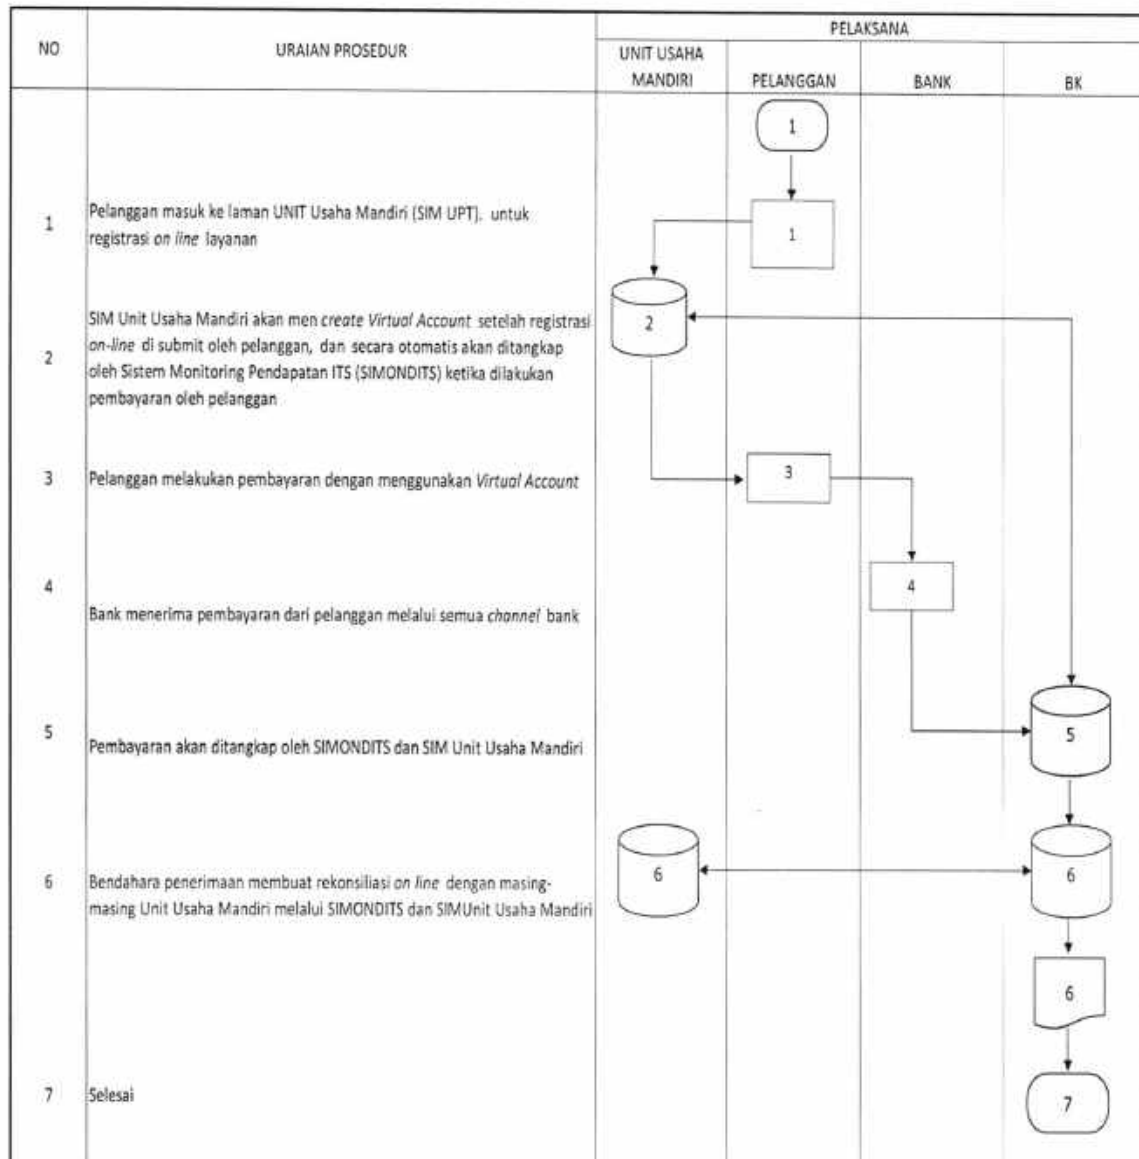 NO
URAIAN PROSEDUR
PELAKSANA
UNIT USAHA
MANDIRI
PELANGGAN
BANK
BK
1
1
Pelanggan masuk ke laman UNIT Usaha Mandiri (SIM UPT). untuk
registrasi on line layanan
1
2
SIM Unit Usaha Mandiri akan men create Virtual Account setelah registrasi
on-line di submit oleh pelanggan, dan secara otomatis akan ditangkap
oleh Sistem Monitoring Pendapatan ITS (SIMONDITS) ketika dilakukan
pembayaran oleh pelanggan
2
3
Pelanggan melakukan pembayaran dengan menggunakan Virtual Account
3
4
Bank menerima pembayaran dari pelanggan melalui semua channel bank
4
5
Pembayaran akan ditangkap oleh SIMONDITS dan SIM Unit Usaha Mandiri
5
6
Bendahara penerimaan membuat rekonsiliasi on line dengan masing-
masing Unit Usaha Mandiri melalui SIMONDITS dan SIMUnit Usaha Mandiri
6
6
6
7
Selesai
7